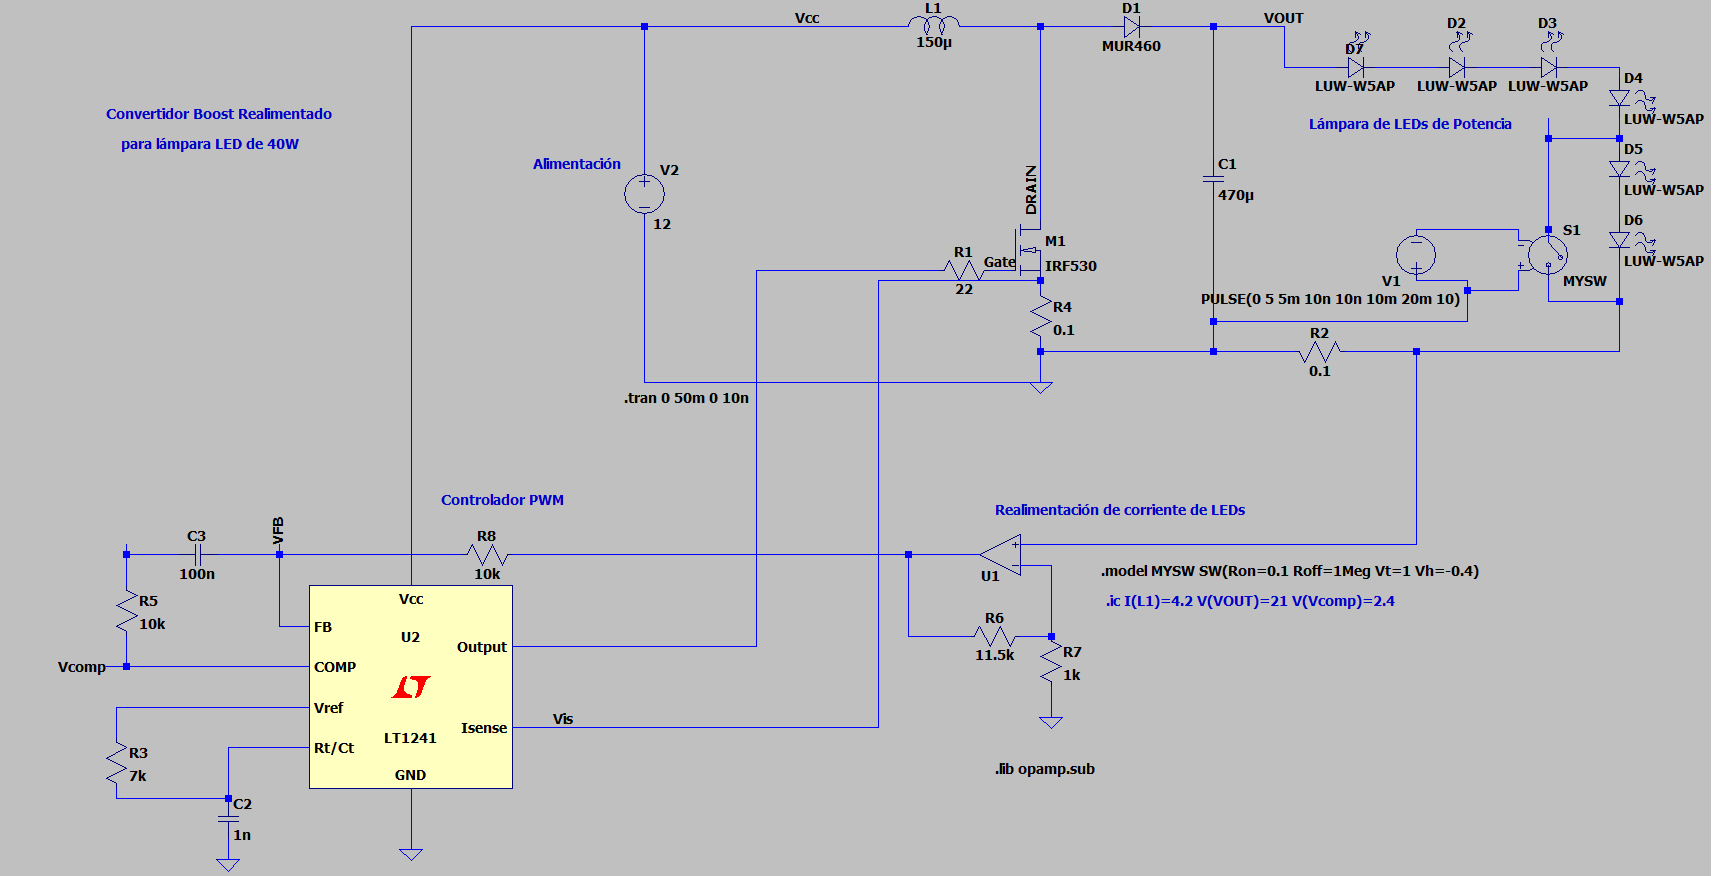 Vcc
L1
150µ
D1
MUR460
VOUT
D7
LUW-W5AP
D2
LUW-W5AP
D3
LUW-W5AP
D4
LUW-W5AP
Convertidor Boost Realimentado
para lámpara LED de 40W
Lámpara de LEDs de Potencia
Alimentación
V2
12
DRAIN
C1
470µ
D5
LUW-W5AP
D6
LUW-W5AP
S1
MYSW
V1
PULSE(0 5 5m 10n 10n 10m 20m 10)
R1
22
Gate
M1
IRF530
R4
0.1
R2
0.1
.tran 0 50m 0 10n
Controlador PWM
Realimentación de corriente de LEDs
C3
100n
VFB
R8
10k
U1
.model MYSW SW(Ron=0.1 Roff=1Meg Vt=1 Vh=-0.4)
.ic I(L1)=4.2 V(VOUT)=21 V(Vcomp)=2.4
R5
10k
Vcomp
R6
11.5k
R7
1k
Vcc
FB
U2
Output
COMP
Vref
Isense
Vis
Rt/Ct
LT1241
GND
R3
7k
C2
1n
.lib opamp.sub